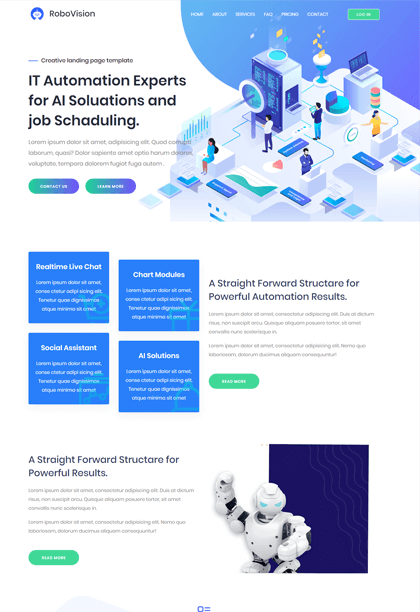 RoboVision
HOME ABOUT SERVICES FAQ PRICING CONTACT
LOG IN
Creative landing page template
IT Automation Experts
for AI Soluations and
job Schaduling.
Lorem ipsum dolor sit amet, consectetur adipisicing elit. Quad corrupti
laborum, quasi? Dolor sapiente amet optio harum dolores,
voluptate, tempora dolorem fugiat fuga autem .
CONTACT US
LEARN MORE
Realtime Live Chat
Lorem ipsum dolor sit amet,
conse ctetur adipi sicing elit.
Tenetur quae dignissimos
atque minima sit amet
Chart Modules
Lorem ipsum dolor sit amet,
conse ctetur adipi sicing elit.
Tenetur quae dignissimos
atque minima sit amet
Social Assistant
Lorem ipsum dolor sit amet,
conse ctetur adipi sicing elit.
Tenetur quae dignissimos
atque minima sit amet
AI Solutions
Lorem ipsum dolor sit amet,
conse ctetur adipi sicing elit.
Tenetur quae dignissimos
atque minima sit amet
A Straight Forward Structare for
Powerful Automation Results.
Lorem ipsum dolor sit amet, consectetur adipisicing elit. Duis at dictum
risus, non suscip it arcu. Quisque aliquam posuere tortor, sit amet
convallis nunc scelerisque in.
Lorem ipsum dolor sit amet, consectetur adipisicing elit. Nemo quo
laboriosam, dolorum ducimus aliquam consequuntur!
READ MORE
A Straight Forward Structare for
Powerful Results.
Lorem ipsum dolor sit amet, consectetur adipisicing elit. Duis at dictum
risus, non suscip it arcu. Quisque aliquam posuere tortor, sit amet
convallis nunc scelerisque in.
Lorem ipsum dolor sit amet, consectetur adipisicing elit. Nemo quo
laboriosam, dolorum ducimus aliquam consequuntur!
READ MORE